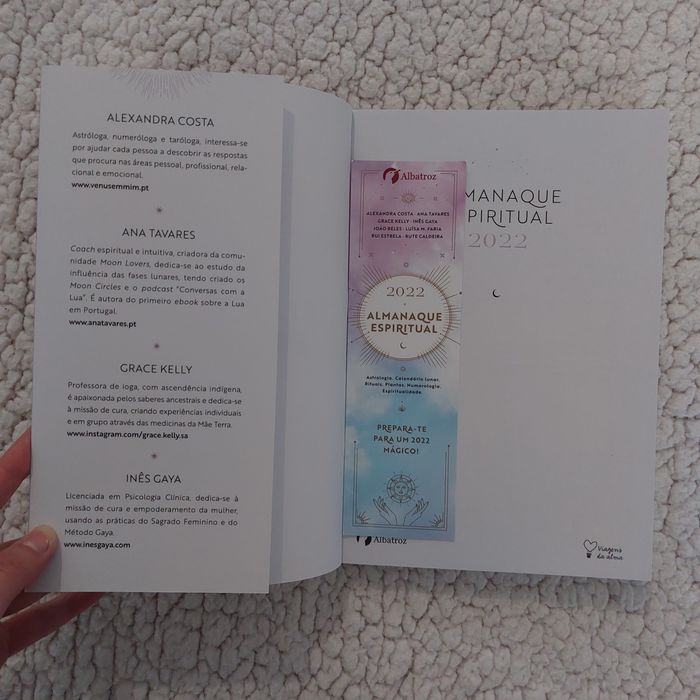 ALEXANDRA COSTA
Astróloga, numeróloga e taróloga, interessa-se
por ajudar cada pessoa a descobrir as respostas
que procura nas áreas pessoal, profissional, rela-
cional e emocional.
www.venusemmim.pt
ANA TAVARES
Coach espiritual e intuitiva, criadora da comu-
nidade Moon Lovers, dedica-se ao estudo da
influência das fases lunares, tendo criado os
Moon Circles e o podcast "Conversas com a
Lua". É autora do primeiro ebook sobre a Lua
em Portugal.
www.anatavares.pt
GRACE KELLY
Professora de ioga, com ascendência indígena,
é apaixonada pelos saberes ancestrais e dedica-se
à missão de cura, criando experiências individuais
e em grupo através das medicinas da Mãe Terra.
www.instagram.com/grace.kelly.sa
INÊS GAYA
Licenciada em Psicologia Clínica, dedica-se à
missão de cura e empoderamento da mulher,
usando as práticas do Sagrado Feminino e do
Método Gaya.
www.inesgaya.com
Albatroz
ALEXANDRA COSTA · ANA TAVARES
GRACE KELLY · INÊS GAYA
JOÃO BELES · LUÍSA M. FARIA
RUI ESTRELA · RUTE CALDEIRA
2022
ALMANAQUE
ESPIRITUAL
Astrologia. Calendário Lunar.
Rituais. Plantas. Numerologia.
Espiritualidade.
PREPARA-TE
PARA UM 2022
MÁGICO!
MANAQUE
PIRITUAL
2022
Albatroz
Viagens
da alma